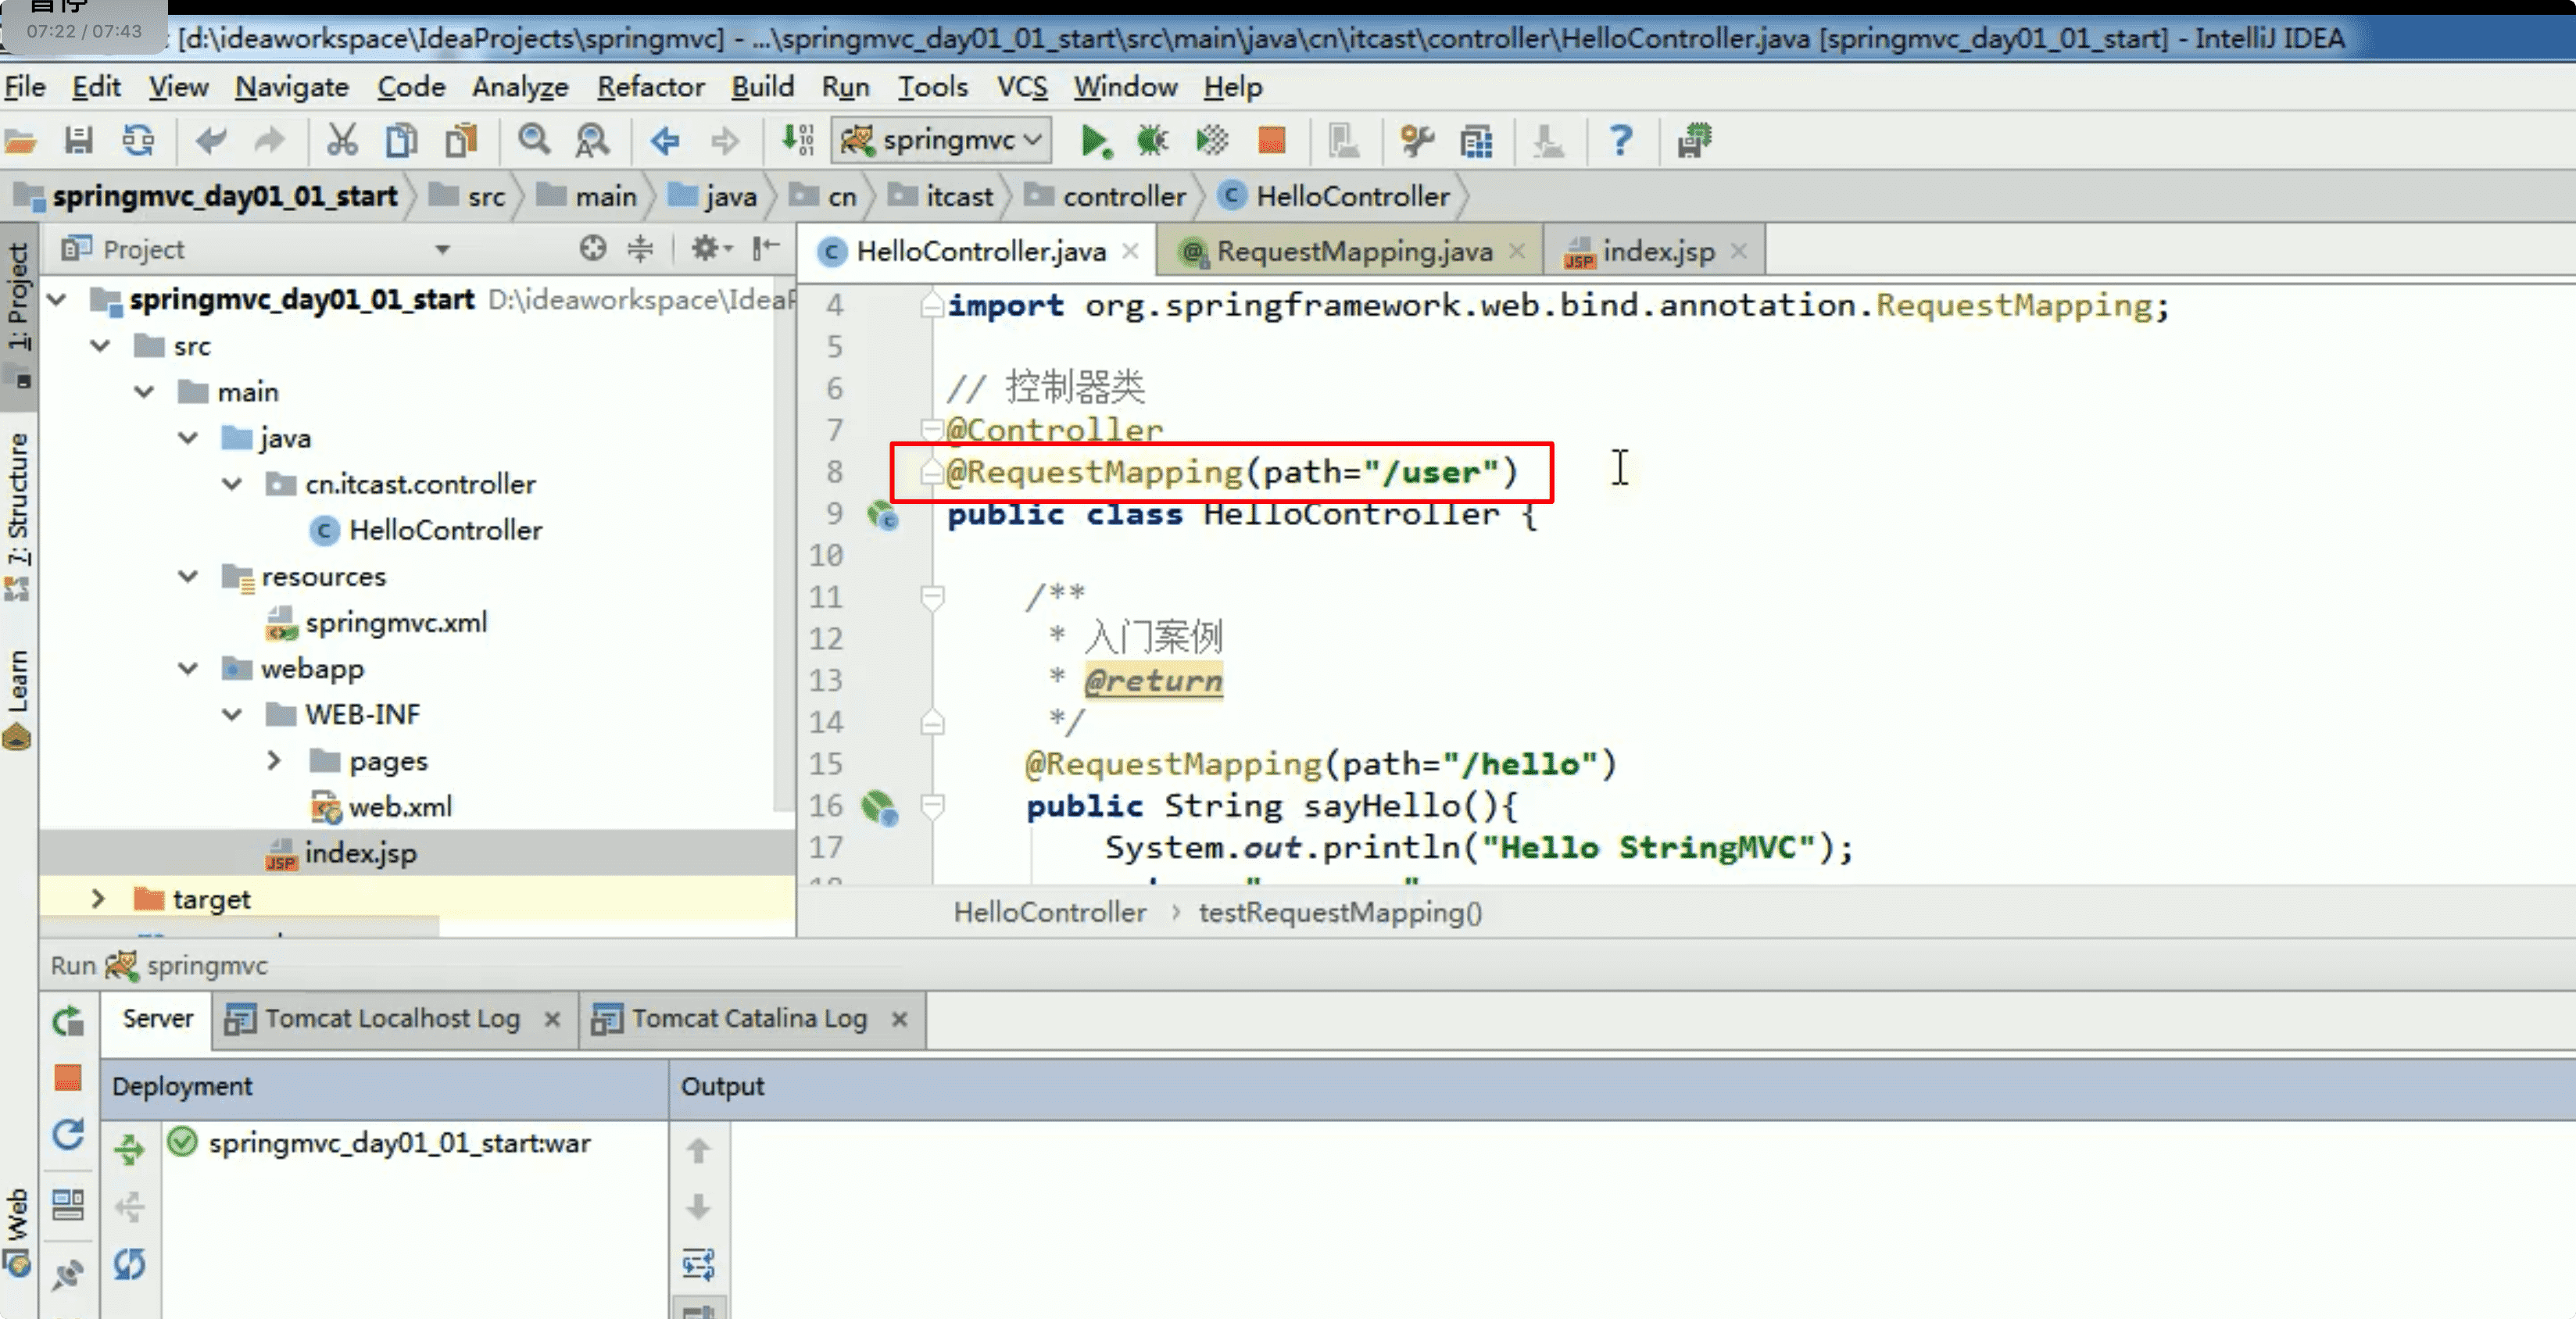 暂停
07:22 / 07:43
[d:\ideaworkspace\IdeaProjects\springmvc] - ...\springmvc_day01_01_start\src\main\java\cn\itcast\controller\HelloController.java [springmvc_day01_01_start] - IntelliJ IDEA
File Edit View Navigate Code Analyze Refactor Build Run Tools VCS Window Help
springmvc
springmvc_day01_01_start src main java cn itcast controller HelloController
Project
HelloController.java RequestMapping.java index.jsp
1: Project
7: Structure
Learn
Web
springmvc_day01_01_start D:\ideaworkspace\IdeaP
src
main
java
cn.itcast.controller
HelloController
resources
springmvc.xml
webapp
WEB-INF
pages
web.xml
index.jsp
target
4 import org.springframework.web.bind.annotation.RequestMapping;
5
6 // 控制器类
7 @Controller
8 @RequestMapping(path="/user")
9 public class HelloController {
10
11 /**
12 * 入门案例
13 * @return
14 */
15 @RequestMapping(path="/hello")
16 public String sayHello(){
17 System.out.println("Hello StringMVC");
HelloController › testRequestMapping()
Run springmvc
Server Tomcat Localhost Log Tomcat Catalina Log
Deployment Output
springmvc_day01_01_start:war